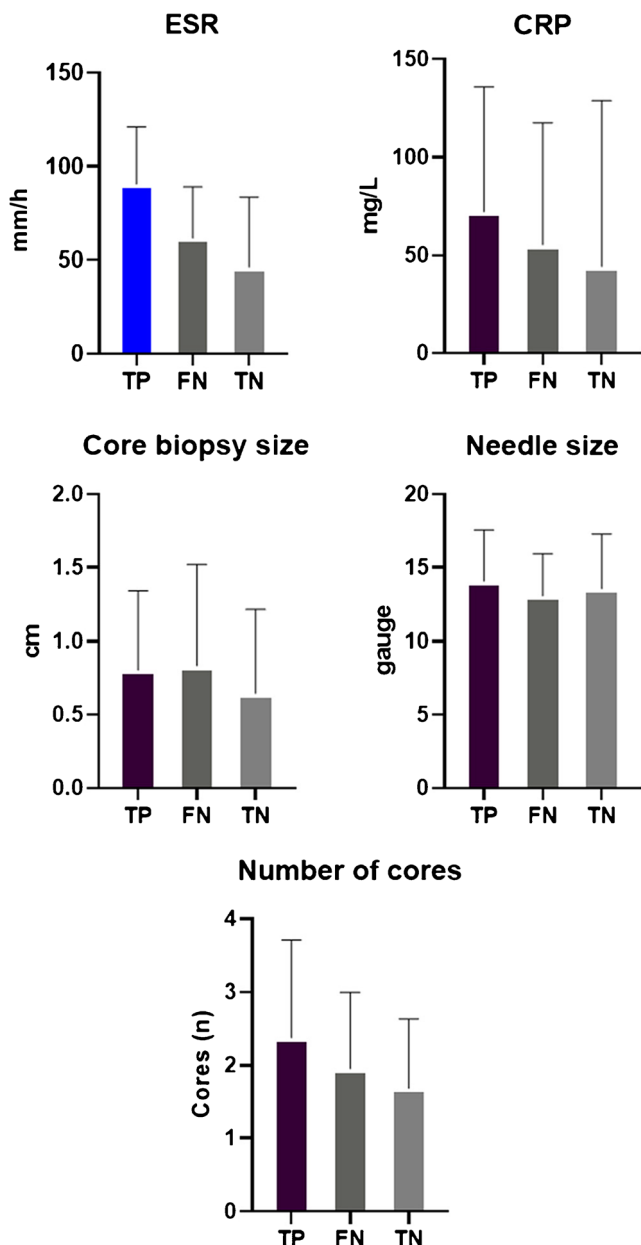 ESR
150
100
50
0
mm/h
TP FN TN
CRP
150
100
50
0
mg/L
TP FN TN
Core biopsy size
2.0
1.5
1.0
0.5
0.0
cm
TP FN TN
Needle size
20
15
10
5
0
gauge
TP FN TN
Number of cores
4
3
2
1
0
Cores (n)
TP FN TN